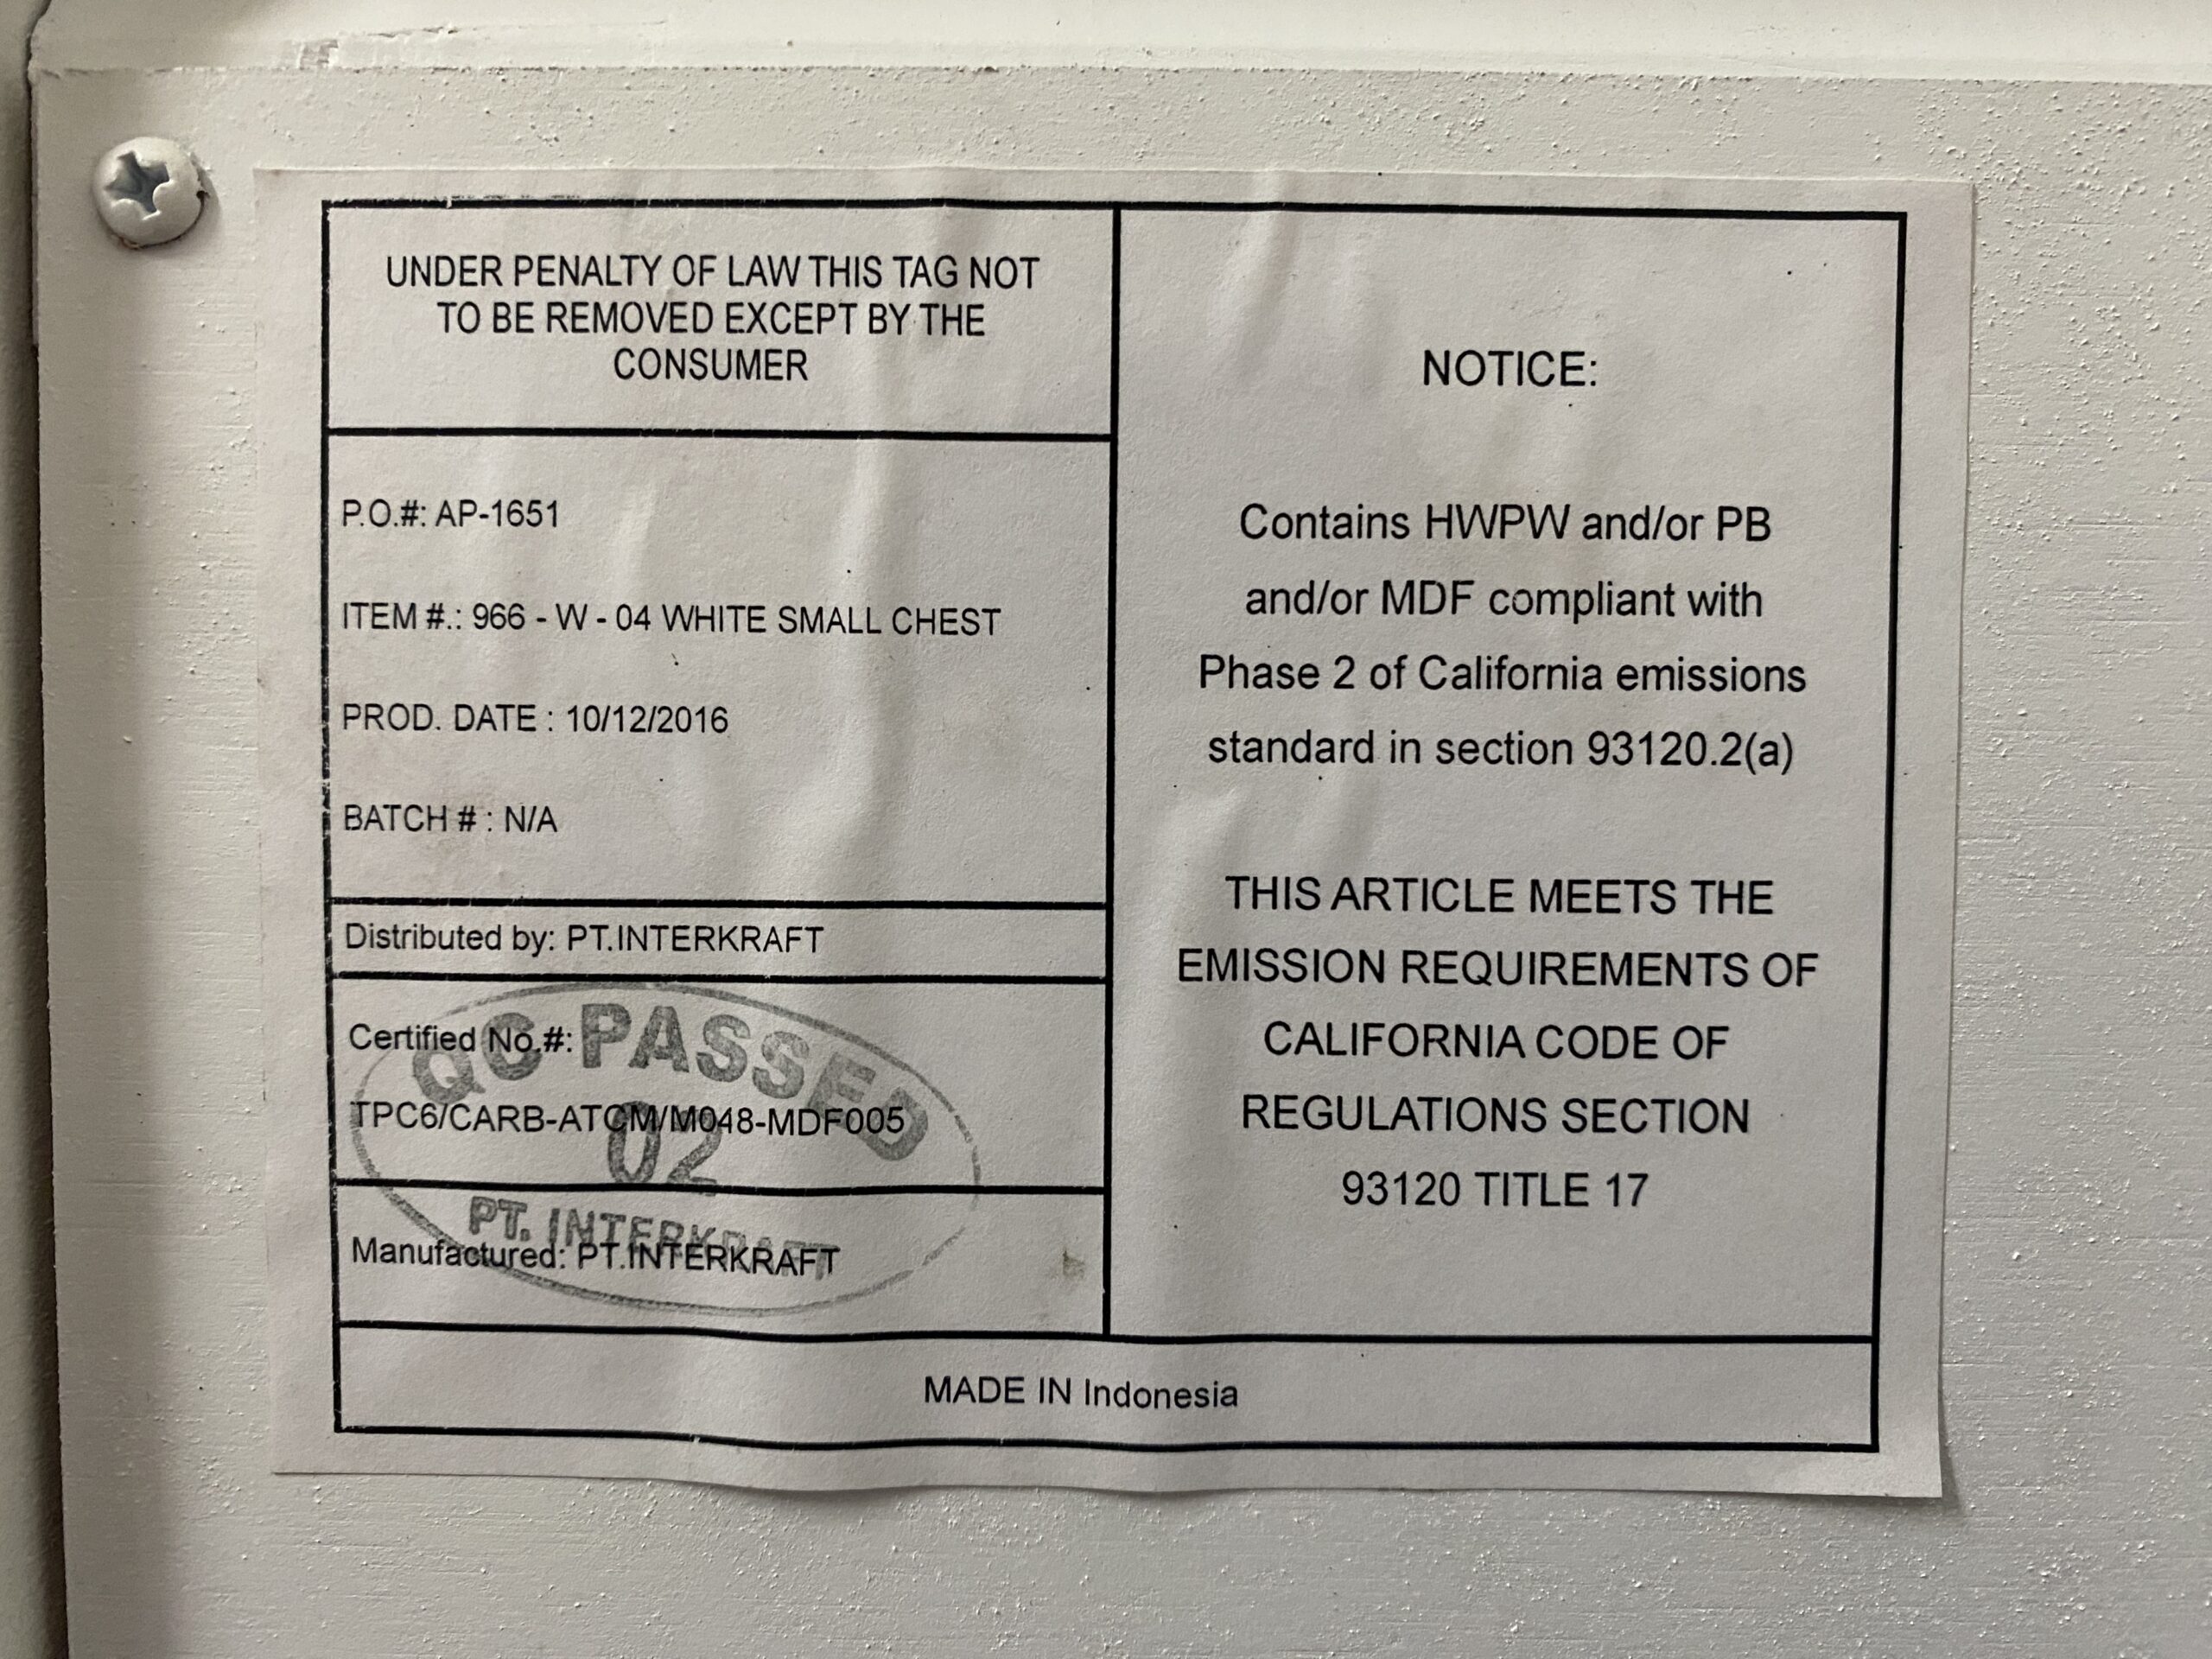 UNDER PENALTY OF LAW THIS TAG NOT
TO BE REMOVED EXCEPT BY THE
CONSUMER
P.O.#: AP-1651
ITEM #.: 966 - W - 04 WHITE SMALL CHEST
PROD. DATE : 10/12/2016
BATCH # : N/A
Distributed by: PT.INTERKRAFT
Certified No.#:
TPC6/CARB-ATCM/M048-MDF005
Manufactured: PT.INTERKRAFT
QC PASSED
02
PT. INTERKRAFT
NOTICE:
Contains HWPW and/or PB
and/or MDF compliant with
Phase 2 of California emissions
standard in section 93120.2(a)
THIS ARTICLE MEETS THE
EMISSION REQUIREMENTS OF
CALIFORNIA CODE OF
REGULATIONS SECTION
93120 TITLE 17
MADE IN Indonesia